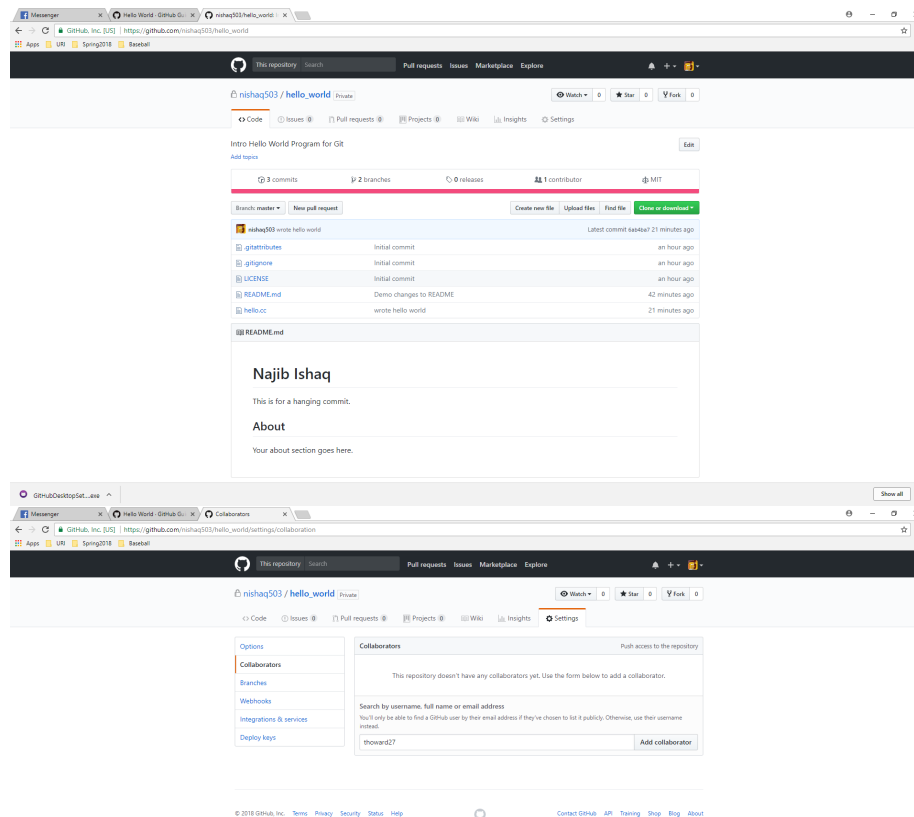 Messenger Hello World · GitHub Gu nishaq503/hello_world: I
GitHub, Inc. [US] https://github.com/nishaq503/hello_world
Apps URI Spring2018 Baseball
This repository Search Pull requests Issues Marketplace Explore
nishaq503 / hello_world Private Watch 0 Star 0 Fork 0
Code Issues 0 Pull requests 0 Projects 0 Wiki Insights Settings
Intro Hello World Program for Git Edit
Add topics
3 commits 2 branches 0 releases 1 contributor MIT
Branch: master New pull request Create new file Upload files Find file Clone or download
nishaq503 wrote hello world Latest commit 21 minutes ago
.gitattributes Initial commit an hour ago
.gitignore Initial commit an hour ago
LICENSE Initial commit an hour ago
README.md Demo changes to README 42 minutes ago
hello.cc wrote hello world 21 minutes ago
README.md
Najib Ishaq
This is for a hanging commit.
About
Your about section goes here.
GitHubDesktopSet....exe Show all
Messenger Hello World · GitHub Gu Collaborators
GitHub, Inc. [US] https://github.com/nishaq503/hello_world/settings/collaboration
Apps URI Spring2018 Baseball
This repository Search Pull requests Issues Marketplace Explore
nishaq503 / hello_world Private Watch 0 Star 0 Fork 0
Code Issues 0 Pull requests 0 Projects 0 Wiki Insights Settings
Options
Collaborators
Branches
Webhooks
Integrations & services
Deploy keys
Collaborators Push access to the repository
This repository doesn't have any collaborators yet. Use the form below to add a collaborator.
Search by username, full name or email address
You'll only be able to find a GitHub user by their email address if they've chosen to list it publicly. Otherwise, use their username
instead.
thoward27 Add collaborator
© 2018 GitHub, Inc. Terms Privacy Security Status Help Contact GitHub API Training Shop Blog About